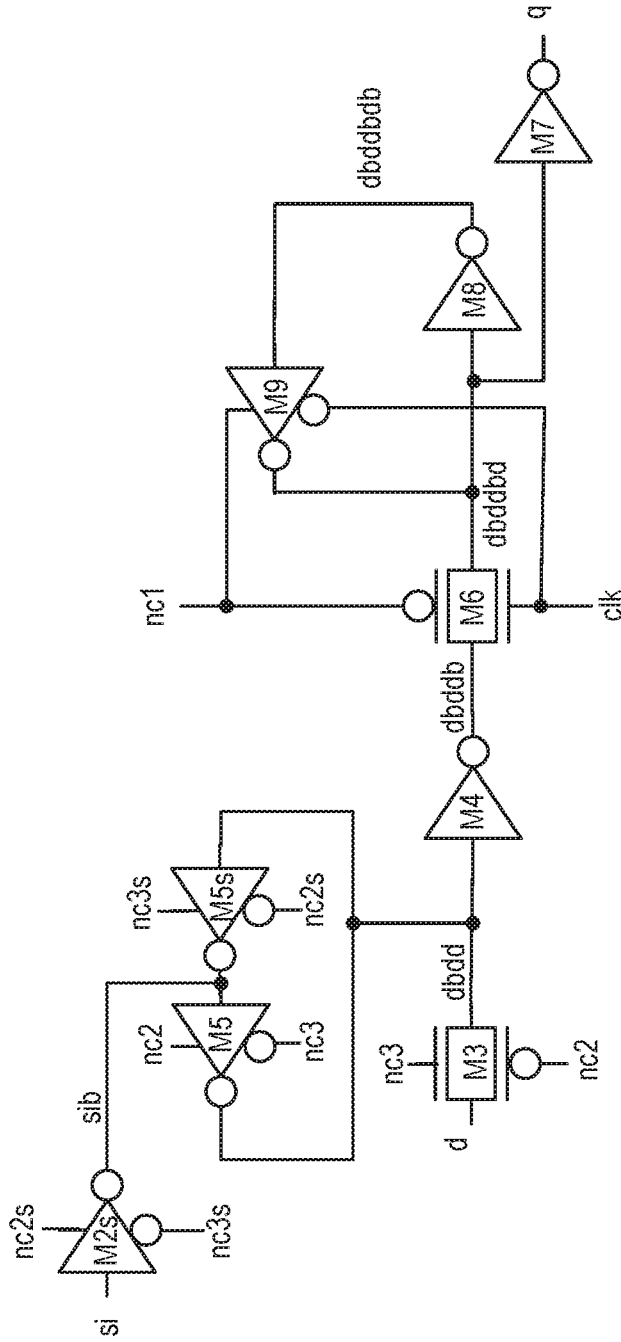 si
nc2s
M2s
nc3s
sib
nc2
M5
nc3
nc3s
M5s
nc2s
d
nc3
M3
nc2
dbdd
M4
dbddb
nc1
M6
clk
dbddbd
M9
M8
dbddbdb
M7
q